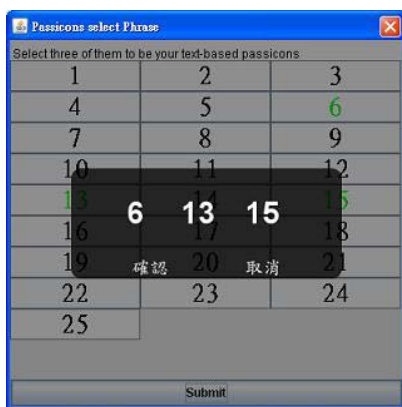 Passicons select Phrase
Select three of them to be your text-based passicons
1 2 3
4 5 6
7 8 9
10 11 12
13 14 15
6 13 15
16 17 18
19 20 21
確認 取消
22 23 24
25
Submit